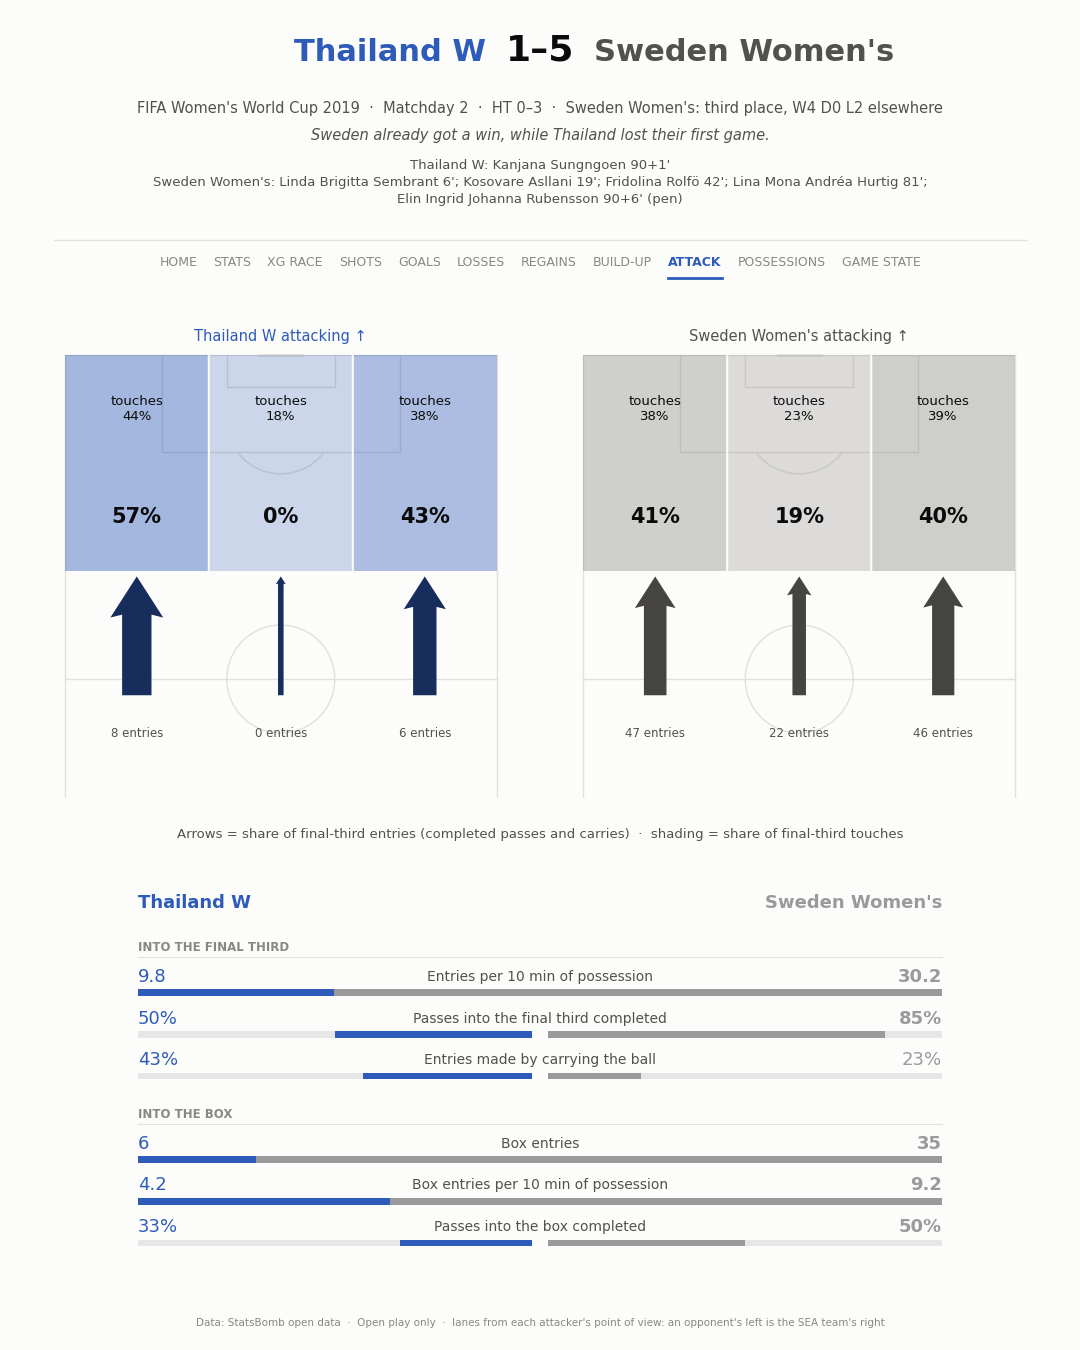 Thailand W 1–5 Sweden Women's
FIFA Women's World Cup 2019 · Matchday 2 · HT 0–3 · Sweden Women's: third place, W4 D0 L2 elsewhere
Sweden already got a win, while Thailand lost their first game.
Thailand W: Kanjana Sungngoen 90+1'
Sweden Women's: Linda Brigitta Sembrant 6'; Kosovare Asllani 19'; Fridolina Rolfö 42'; Lina Mona Andréa Hurtig 81';
Elin Ingrid Johanna Rubensson 90+6' (pen)
HOME STATS XG RACE SHOTS GOALS LOSSES REGAINS BUILD-UP ATTACK POSSESSIONS GAME STATE
Thailand W attacking ↑
touches touches touches
44% 18% 38%
57% 0% 43%
8 entries 0 entries 6 entries
Sweden Women's attacking ↑
touches touches touches
38% 23% 39%
41% 19% 40%
47 entries 22 entries 46 entries
Arrows = share of final-third entries (completed passes and carries) · shading = share of final-third touches
Thailand W Sweden Women's
INTO THE FINAL THIRD
9.8 Entries per 10 min of possession 30.2
50% Passes into the final third completed 85%
43% Entries made by carrying the ball 23%
INTO THE BOX
6 Box entries 35
4.2 Box entries per 10 min of possession 9.2
33% Passes into the box completed 50%
Data: StatsBomb open data · Open play only · lanes from each attacker's point of view: an opponent's left is the SEA team's right